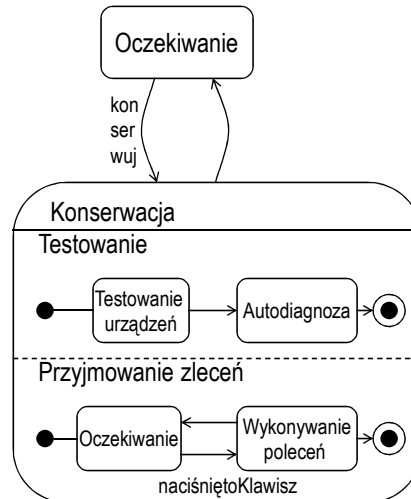 Oczekiwanie
kon
ser
wuj
Konserwacja
Testowanie
Testowanie
urządzeń
Autodiagnoza
Przyjmowanie zleceń
Oczekiwanie
Wykonywanie
poleceń
naciśniętoKlawisz